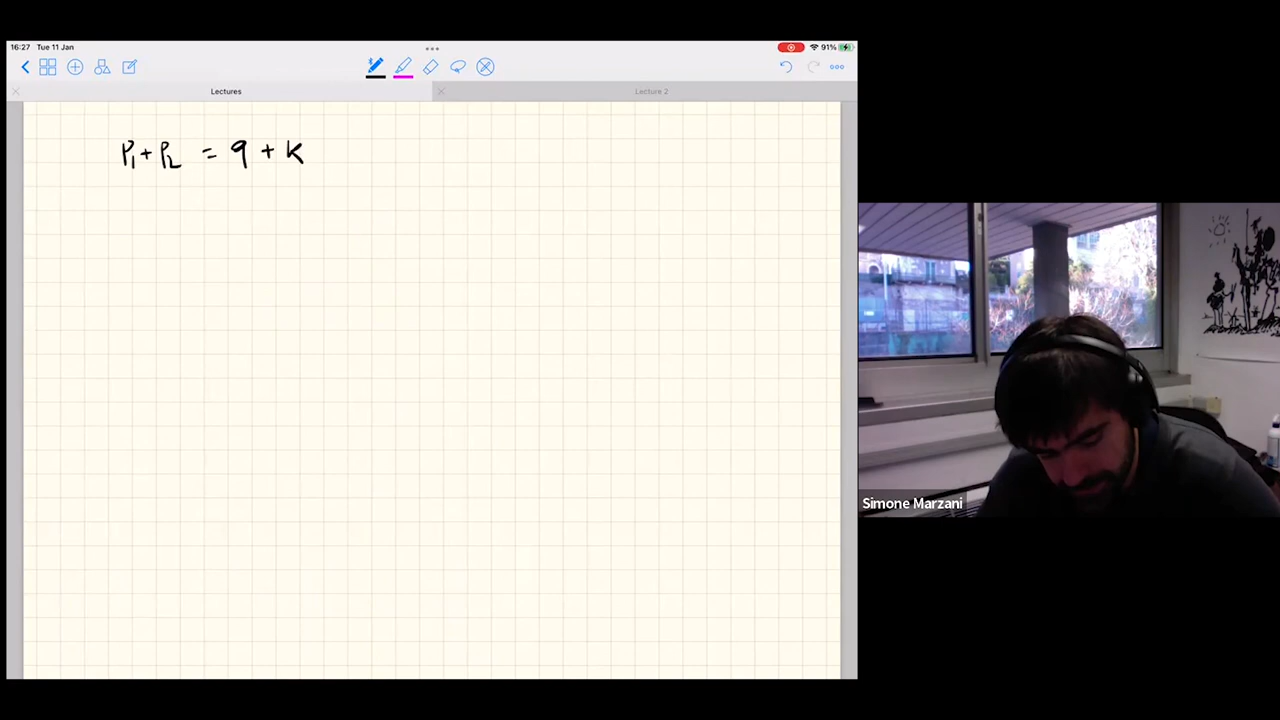 16:27 Tue 11 Jan
91%
Lectures
Lecture 2
p₁+p₂ = q + k
Simone Marzani